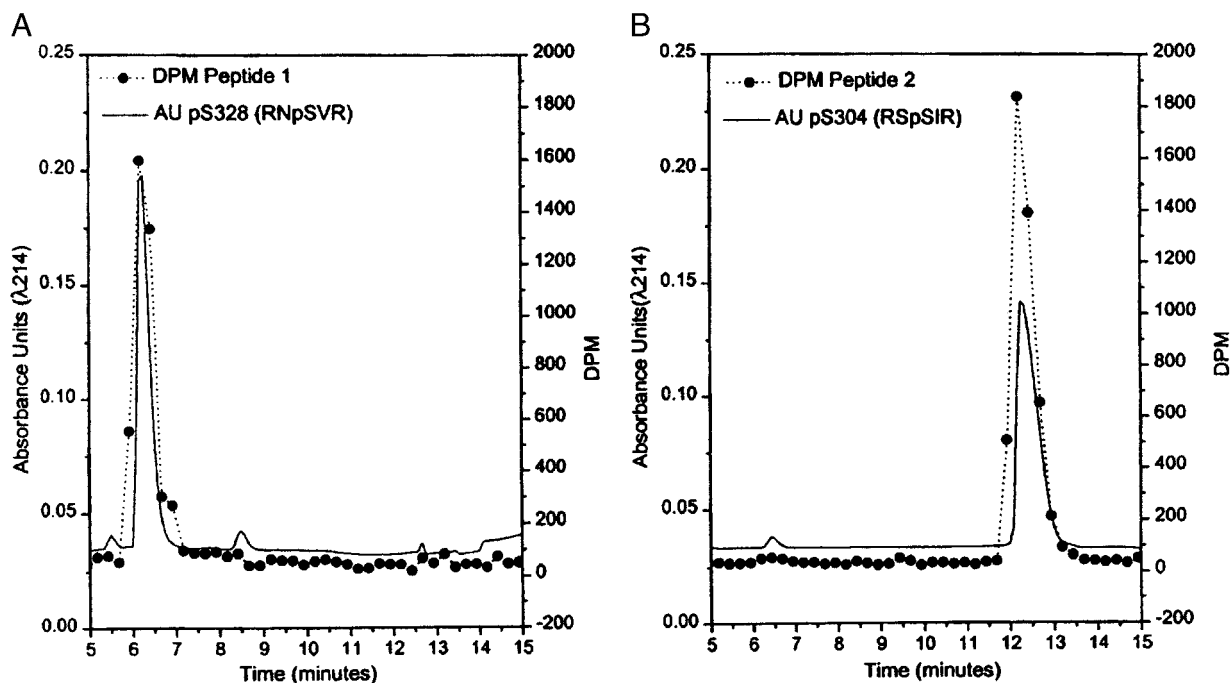 A
0.25
0.20
0.15
0.10
0.05
0.00
Absorbance Units (λ214)
DPM Peptide 1
AU pS328 (RNpSVR)
2000
1800
1600
1400
1200
1000
800
600
400
200
0
-200
DPM
5 6 7 8 9 10 11 12 13 14 15
Time (minutes)
B
0.25
0.20
0.15
0.10
0.05
0.00
Absorbance Units(λ214)
DPM Peptide 2
AU pS304 (RSpSIR)
2000
1800
1600
1400
1200
1000
800
600
400
200
0
-200
DPM
5 6 7 8 9 10 11 12 13 14 15
Time (minutes)